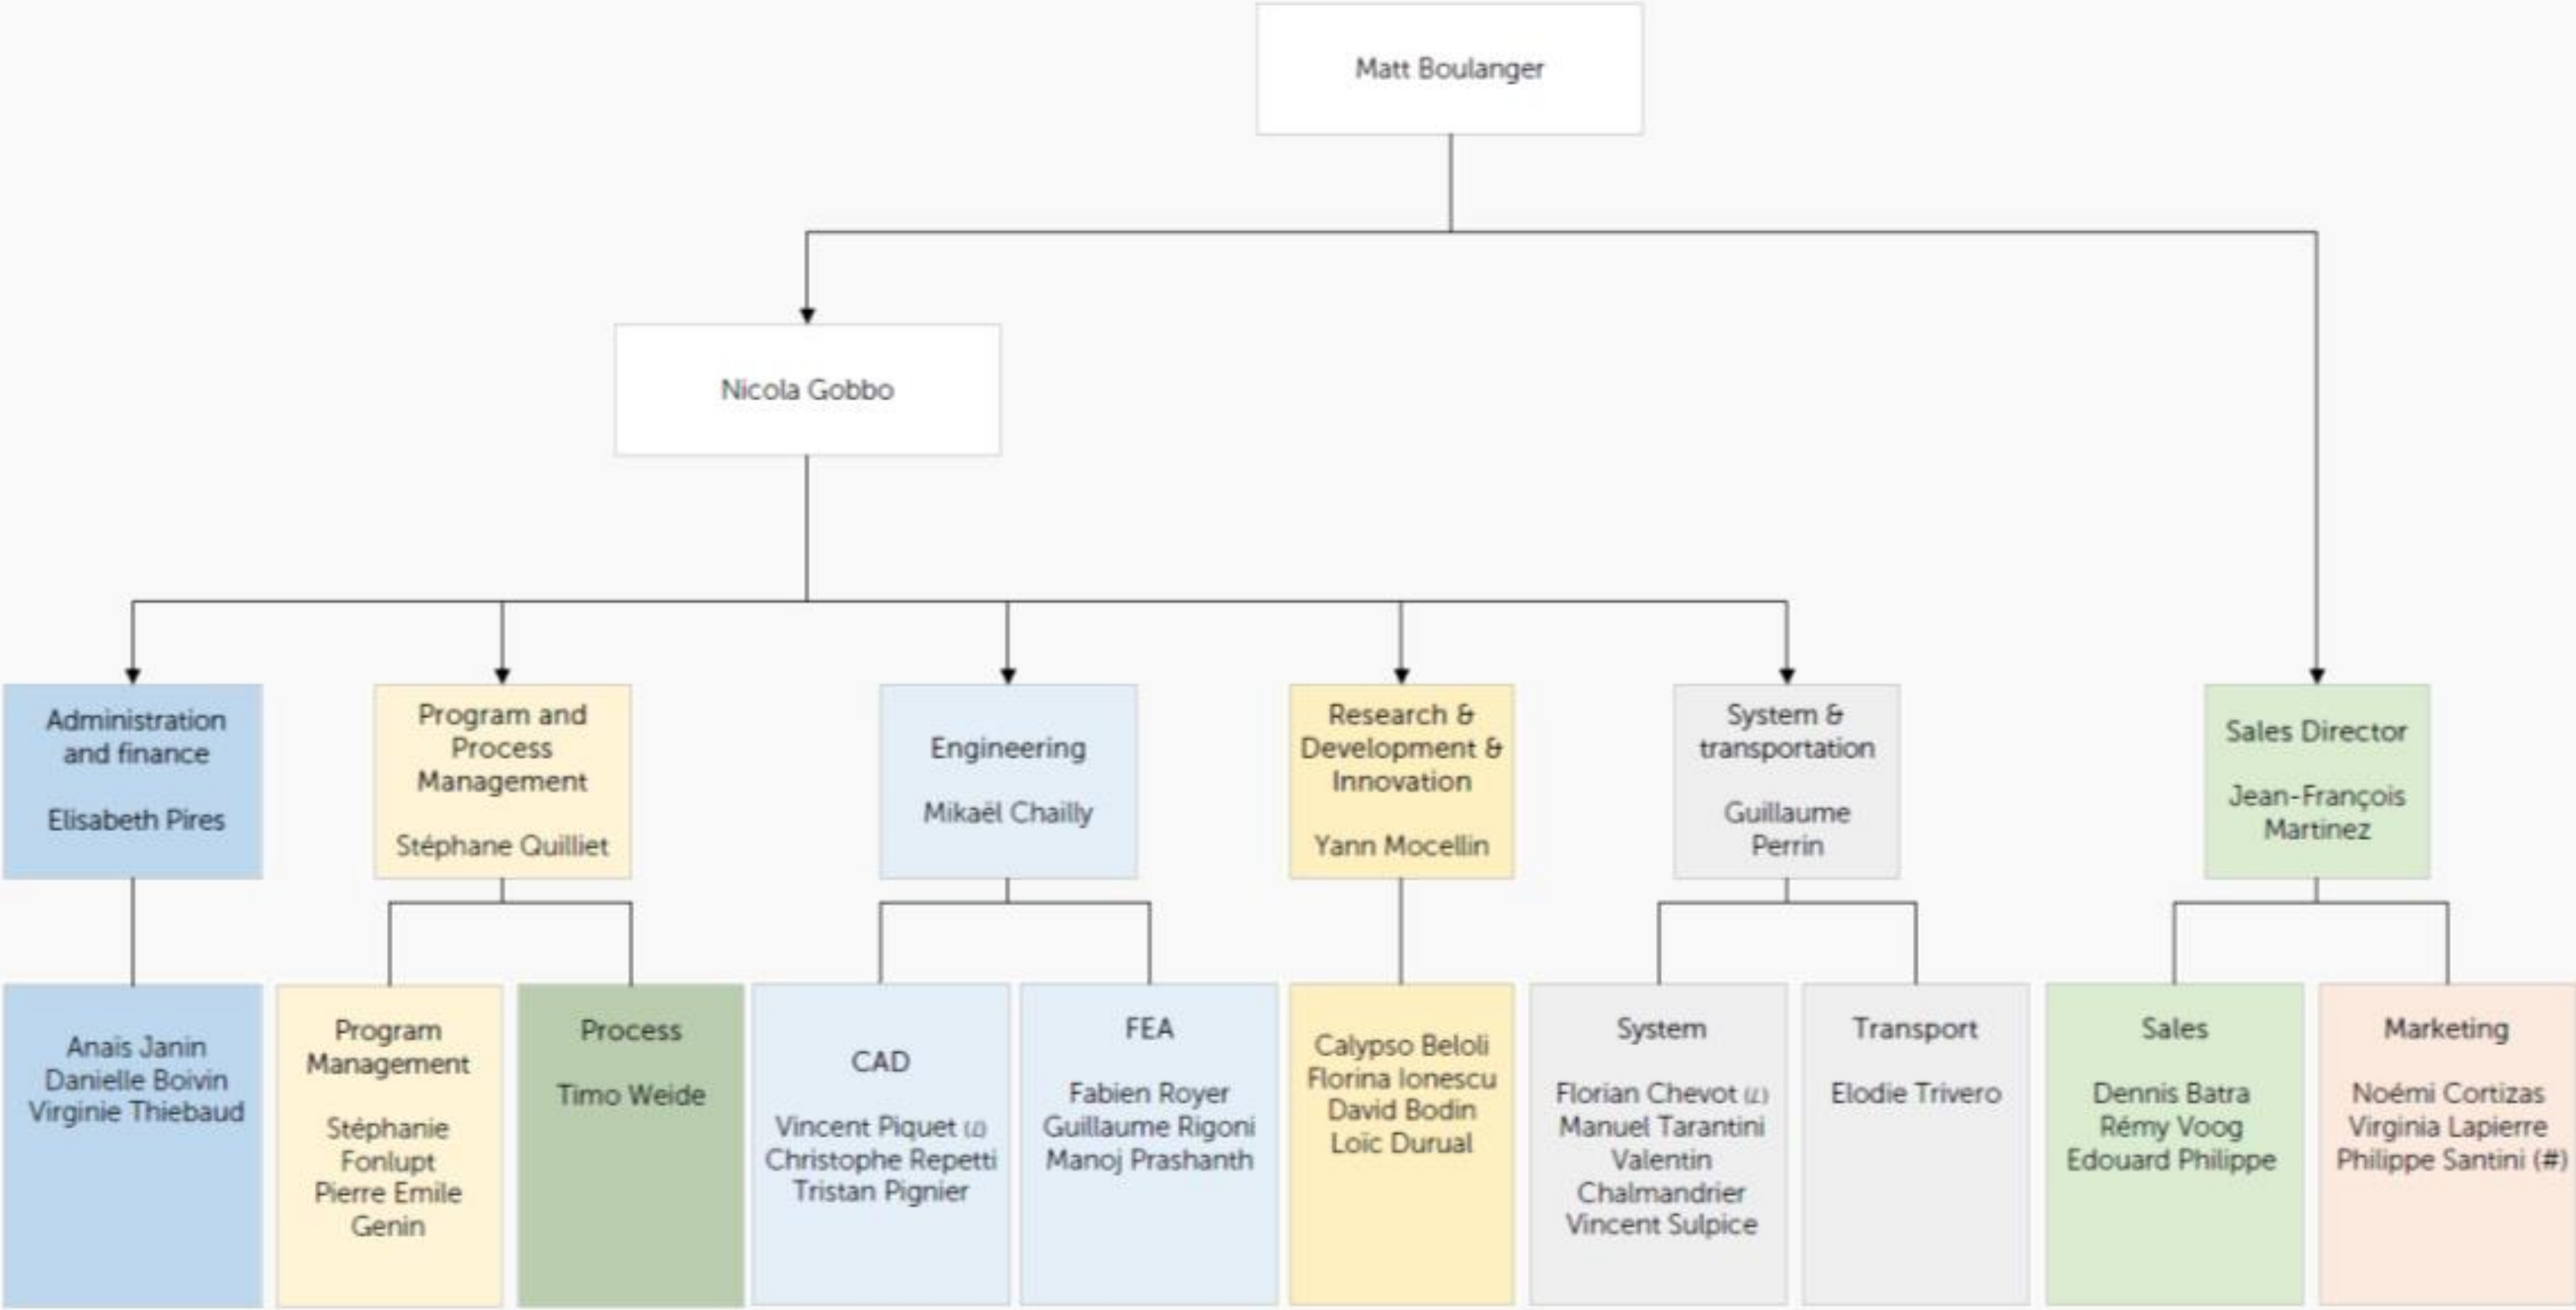 Matt Boulanger
Nicola Gobbo
Administration
and finance
Elisabeth Pires
Program and
Process
Management
Stéphane Quilliet
Engineering
Mikaël Chailly
Research &
Development &
Innovation
Yann Mocellin
System &
transportation
Guillaume
Perrin
Sales Director
Jean-François
Martinez
Anaïs Janin
Danielle Boivin
Virginie Thiebaud
Program
Management
Stéphanie
Fonlupt
Pierre Emile
Genin
Process
Timo Weide
CAD
Vincent Piquet (L)
Christophe Repetti
Tristan Pignier
FEA
Fabien Royer
Guillaume Rigoni
Manoj Prashanth
Calypso Beloli
Florina Ionescu
David Bodin
Loïc Durual
System
Florian Chevot (L)
Manuel Tarantini
Valentin
Chalmandrier
Vincent Sulpice
Transport
Elodie Trivero
Sales
Dennis Batra
Rémy Voog
Edouard Philippe
Marketing
Noémi Cortizas
Virginia Lapierre
Philippe Santini (#)